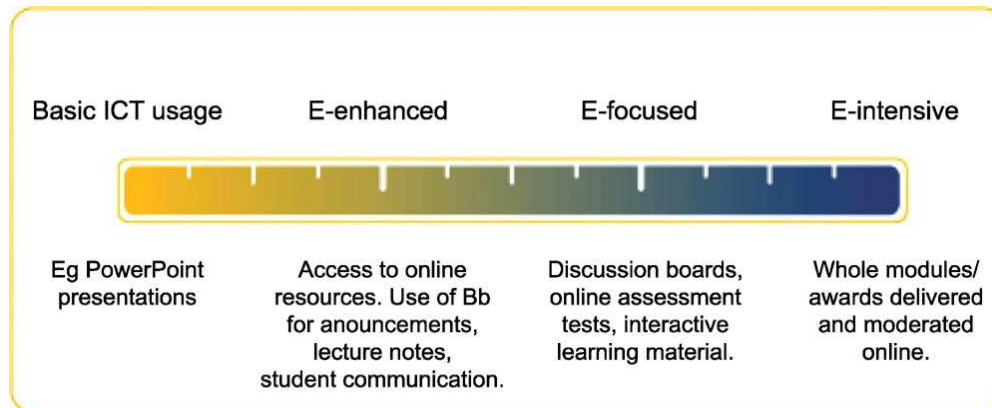 Basic ICT usage
E-enhanced
E-focused
E-intensive
Eg PowerPoint
presentations
Access to online
resources. Use of Bb
for anouncements,
lecture notes,
student communication.
Discussion boards,
online assessment
tests, interactive
learning material.
Whole modules/
awards delivered
and moderated
online.